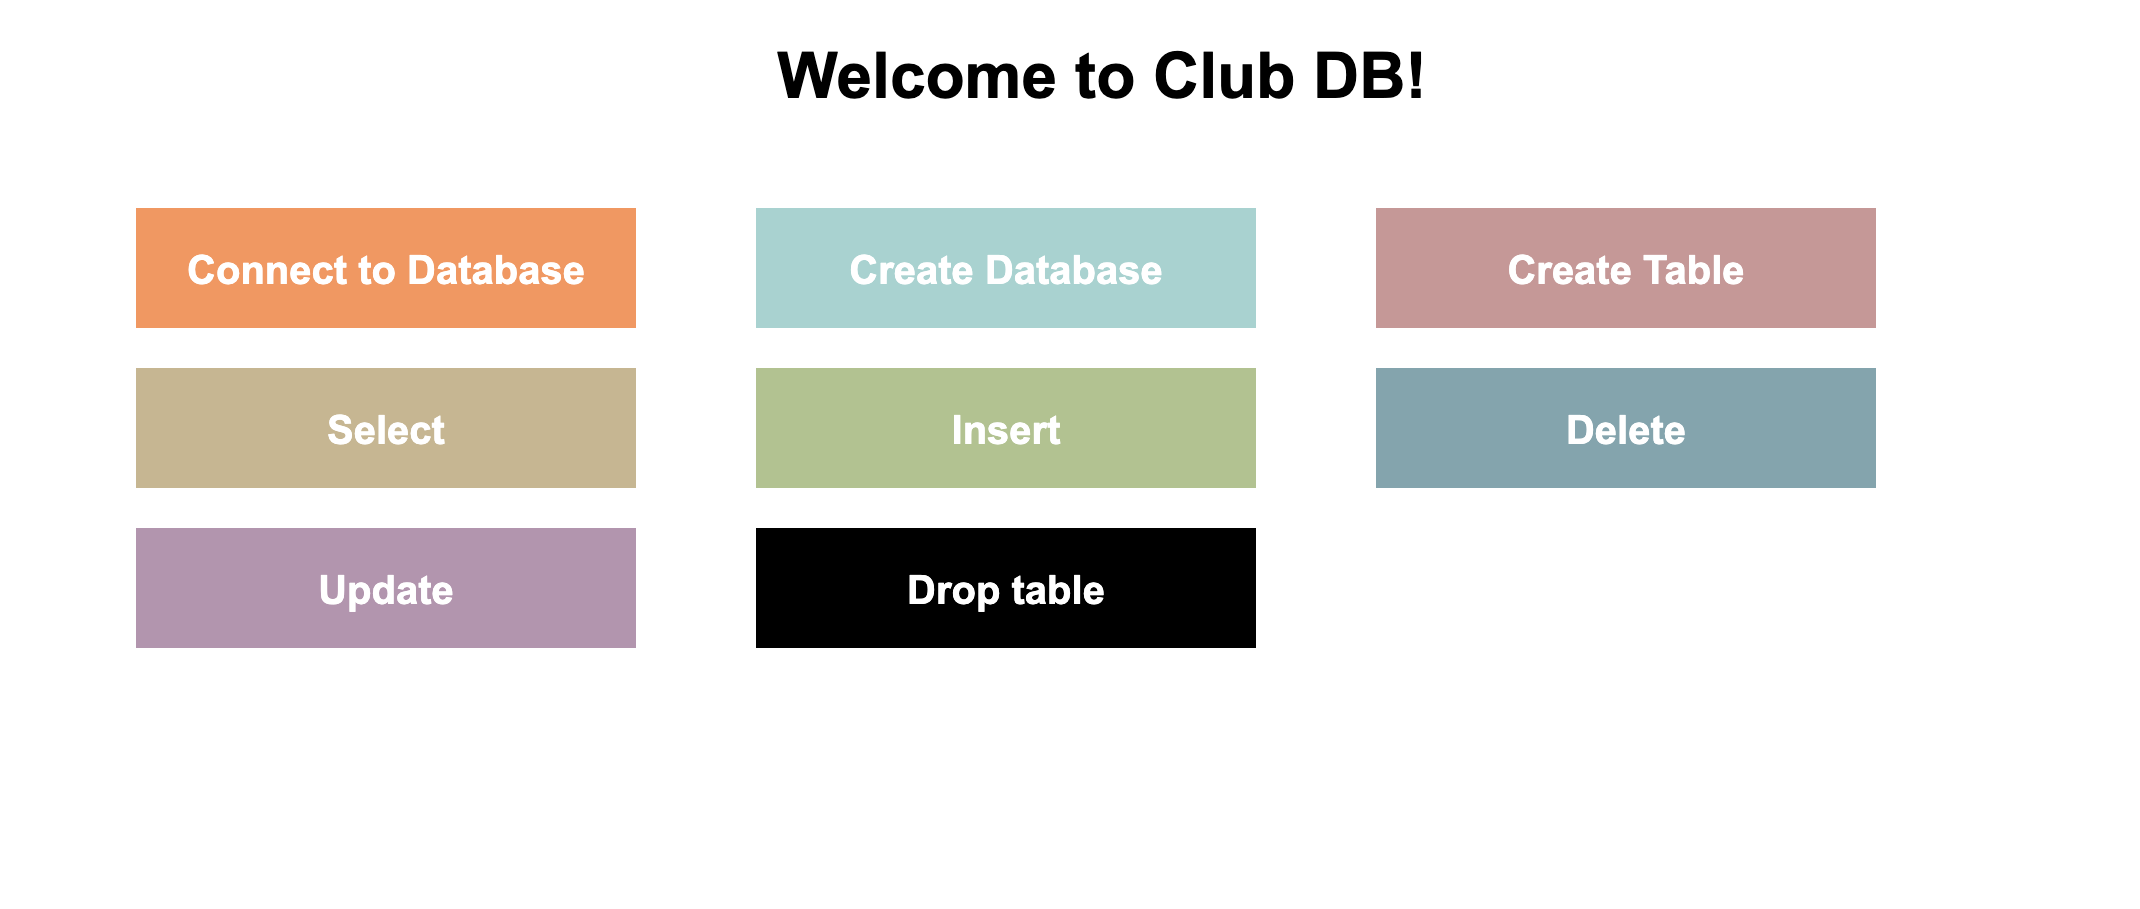 Welcome to Club DB!
Connect to Database
Create Database
Create Table
Select
Insert
Delete
Update
Drop table